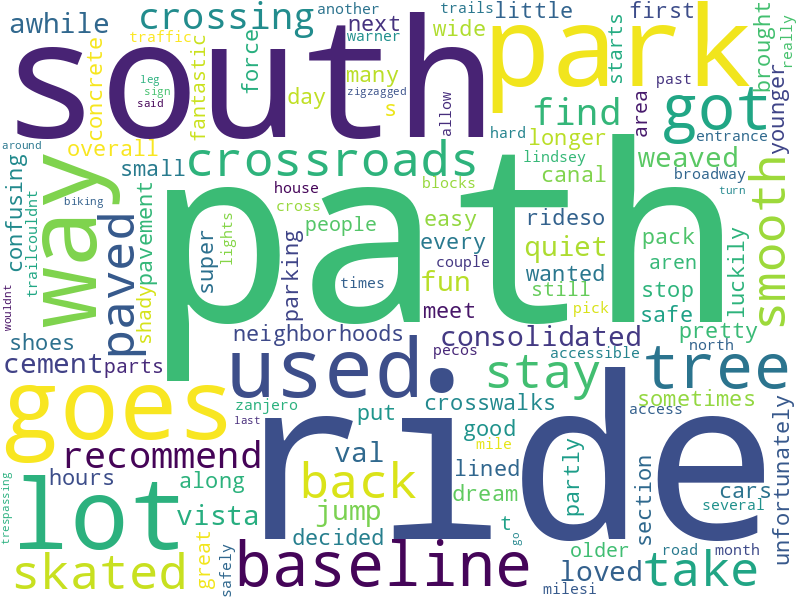 awhile
crossing
another
next
little
trails
first
brought
really
south
park
traffic
warner
wide
starts
force
concrete
fantastic
many
leg
sign
said
zigzagged
day
s
allow
past
got
area
younger
find
hard
entrance
around
overall
small
crossroads
longer
lindsey
canal
weaved
broadway
confusing
way
trailcouldnt
pavement
biking
house
cross
blocks
path
turn
smooth
paved
shady
super
lights
people
easy
rideso
pack
every
quiet
aren
couple
wanted
parking
times
fun
still
stop
luckily
wouldnt
meet
pick
safe
shoes
neighborhoods
consolidated
pretty
north
cement
parts
used
.
pecos
stay
accessible
tree
goes
zanjero
put
crosswalks
sometimes
access
last
good
mile
unfortunately
recommend
val
ride
partly
lot
hours
back
lined
section
trespassing
along
dream
cars
several
vista
jump
t
decided
go
older
road
month
skated
great
safely
baseline
loved
take
milesi